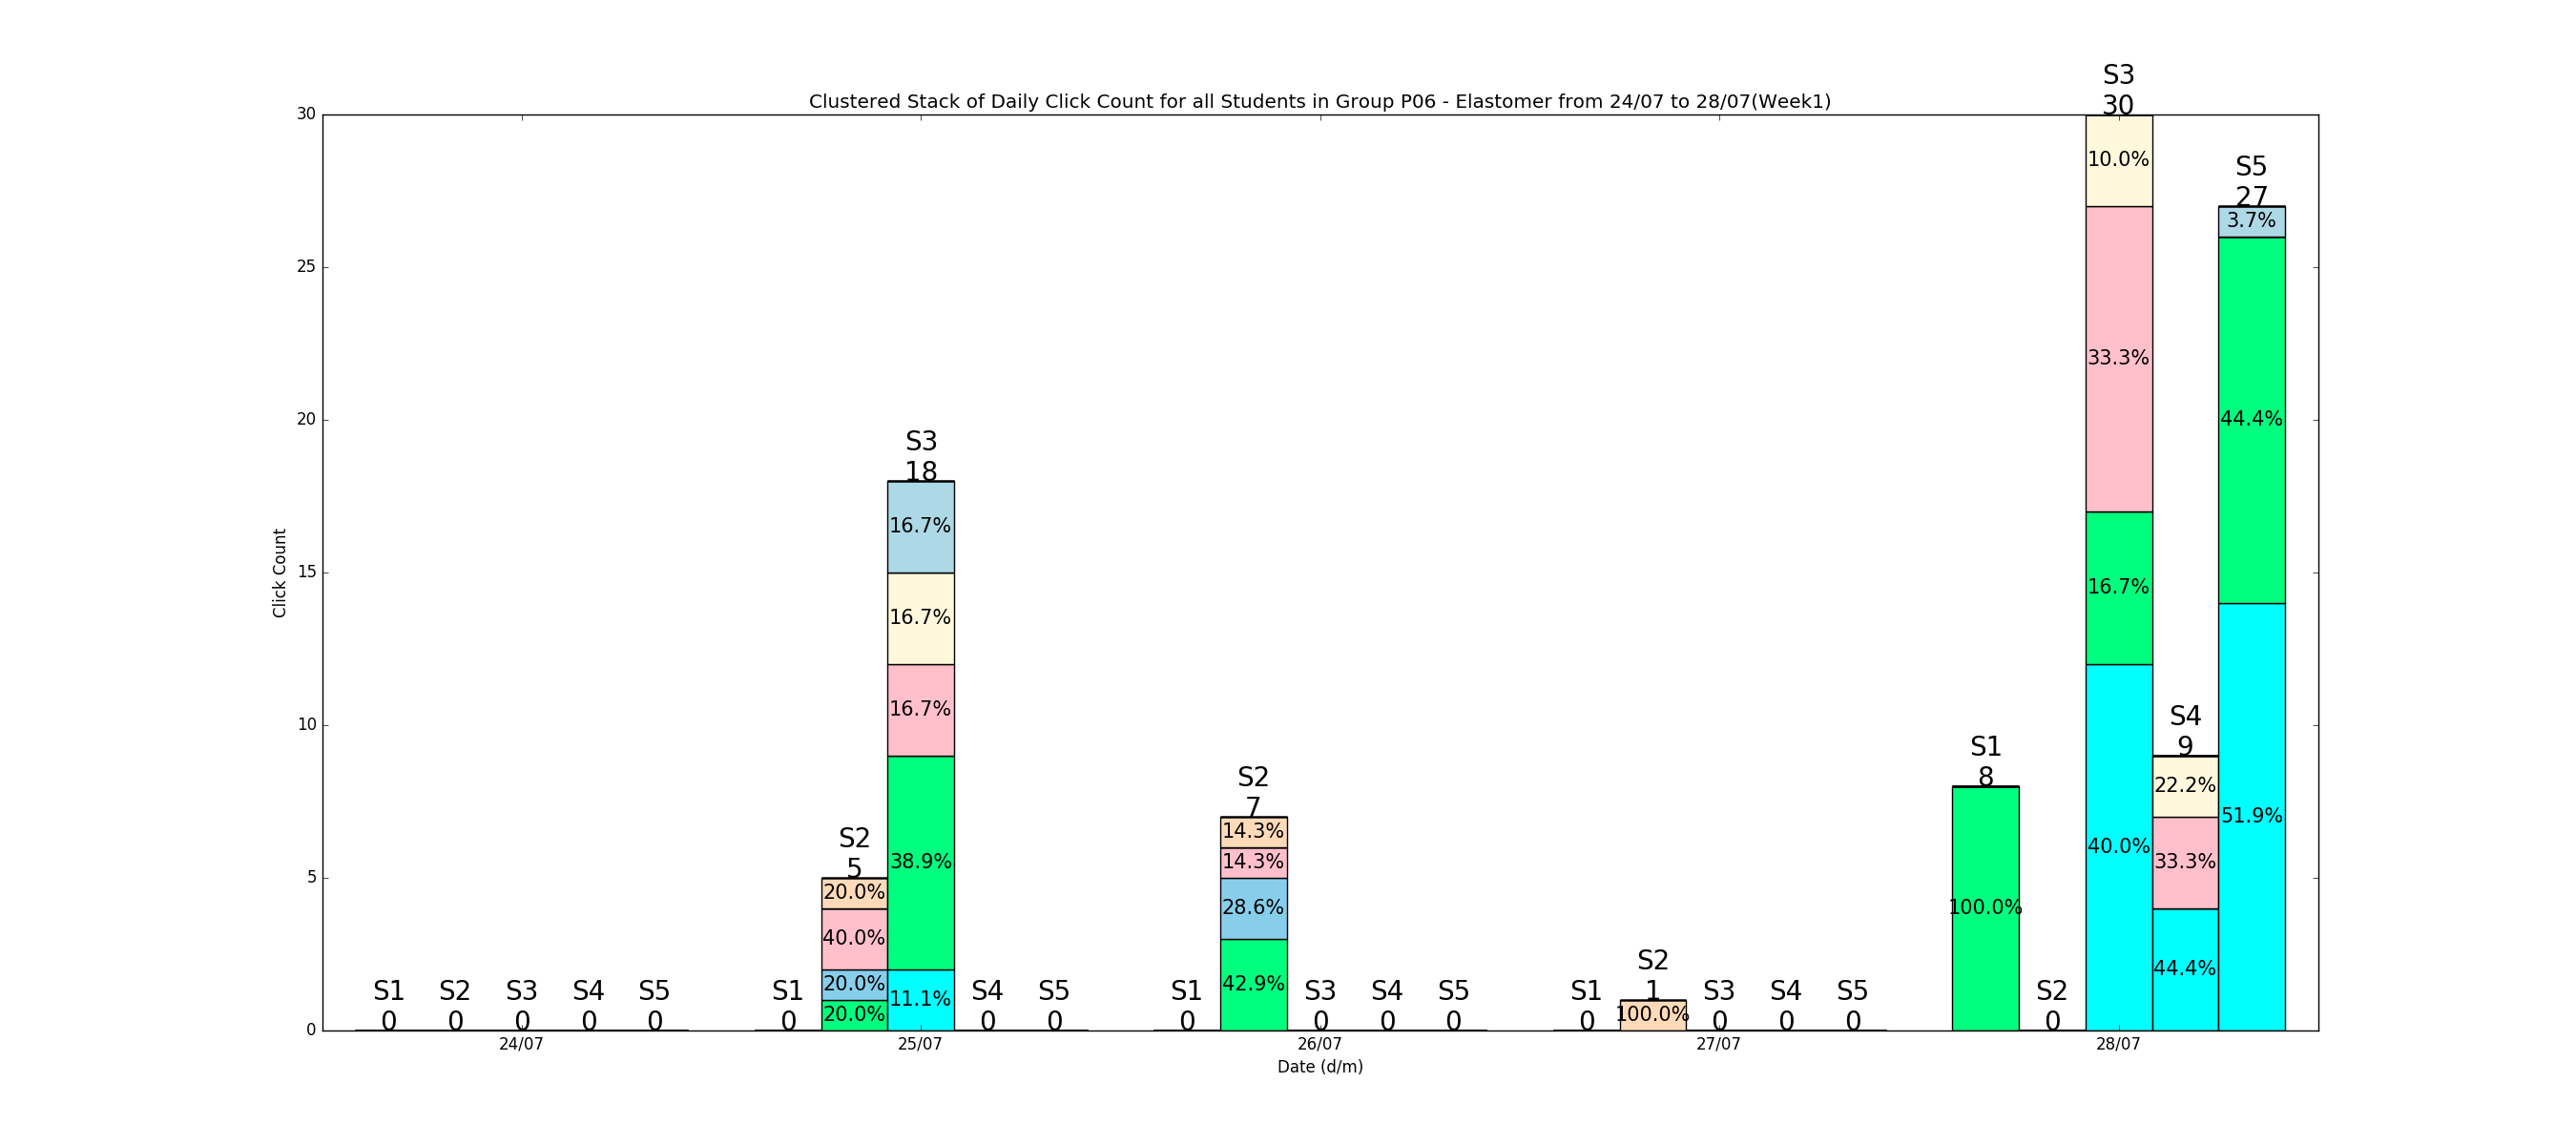 Clustered Stack of Daily Click Count for all Students in Group P06 - Elastomer from 24/07 to 28/07(Week1)
Click Count
30
25
20
15
10
5
0
S1
0
S2
0
S3
0
S4
0
S5
0
24/07
S1
0
S2
5
20.0%
40.0%
20.0%
20.0%
S3
18
16.7%
16.7%
16.7%
38.9%
11.1%
S4
0
S5
0
25/07
S1
0
S2
7
14.3%
14.3%
28.6%
42.9%
S3
0
S4
0
S5
0
26/07
S1
0
S2
1
100.0%
S3
0
S4
0
S5
0
27/07
S1
8
100.0%
S2
0
S3
30
10.0%
33.3%
16.7%
40.0%
S4
9
22.2%
33.3%
44.4%
S5
27
3.7%
44.4%
51.9%
28/07
Date (d/m)